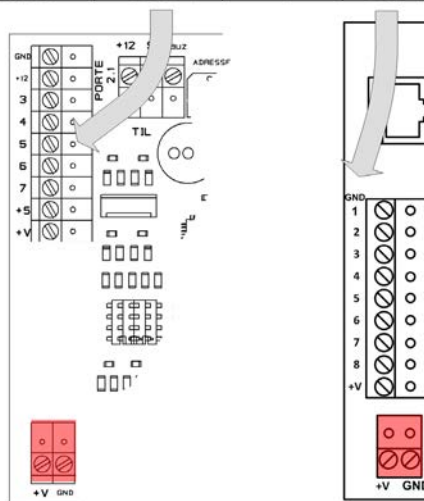 GND
+12
3
4
5
6
7
+5
+V
PORTE
2.1
+12
ADRESSE
TIL
+V GND
GND
1
2
3
4
5
6
7
8
+V
+V GND